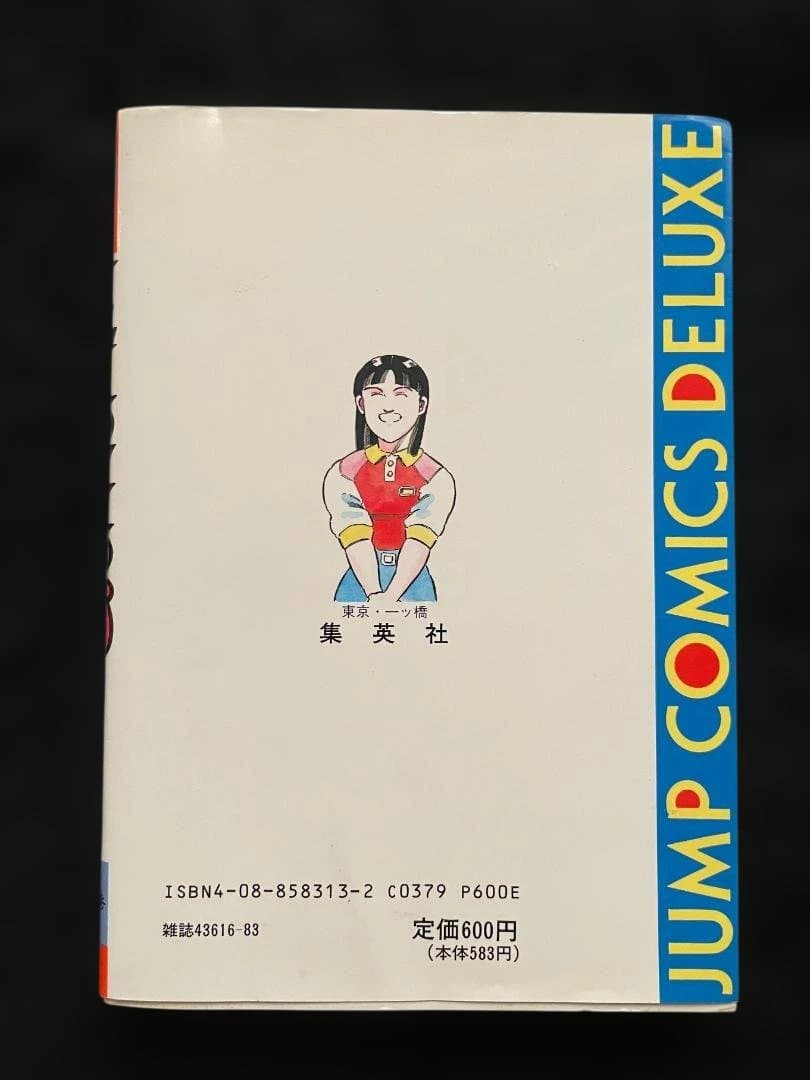 東京・一ッ橋
集英社
ISBN4-08-858313-2 C0379 P600E
雑誌43616-83
定価600円
(本体583円)
JUMP COMICS DELUXE